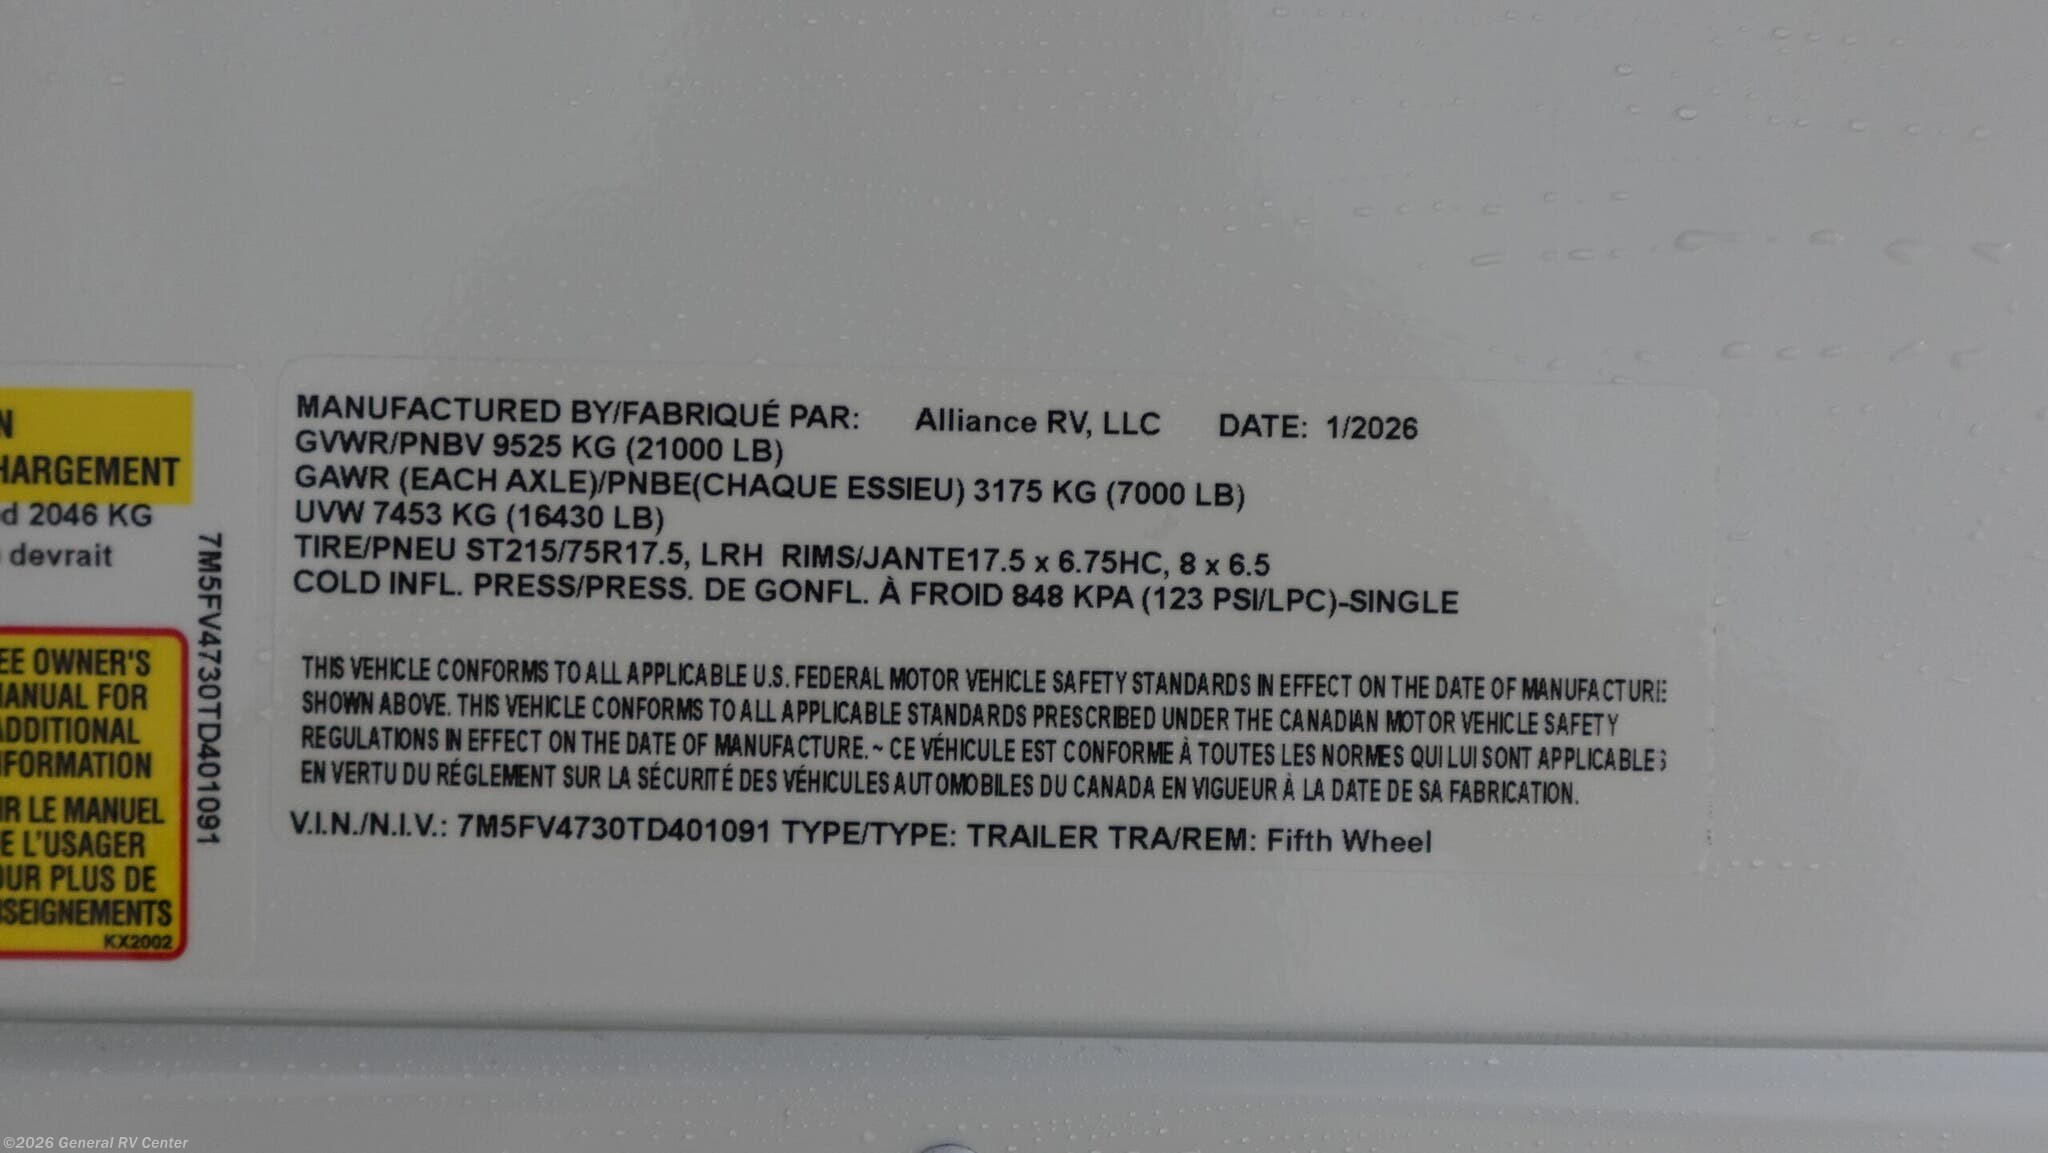 N
HARGEMENT
d 2046 KG
devrait
7M5FV4730TD401091
EE OWNER'S
ANUAL FOR
ADDITIONAL
NFORMATION
IR LE MANUEL
E L'USAGER
OUR PLUS DE
SEIGNEMENTS
KX2002
MANUFACTURED BY/FABRIQUÉ PAR: Alliance RV, LLC DATE: 1/2026
GVWR/PNBV 9525 KG (21000 LB)
GAWR (EACH AXLE)/PNBE(CHAQUE ESSIEU) 3175 KG (7000 LB)
UVW 7453 KG (16430 LB)
TIRE/PNEU ST215/75R17.5, LRH RIMS/JANTE17.5 x 6.75HC, 8 x 6.5
COLD INFL. PRESS/PRESS. DE GONFL. À FROID 848 KPA (123 PSI/LPC)-SINGLE
THIS VEHICLE CONFORMS TO ALL APPLICABLE U.S. FEDERAL MOTOR VEHICLE SAFETY STANDARDS IN EFFECT ON THE DATE OF MANUFACTURE
SHOWN ABOVE. THIS VEHICLE CONFORMS TO ALL APPLICABLE STANDARDS PRESCRIBED UNDER THE CANADIAN MOTOR VEHICLE SAFETY
REGULATIONS IN EFFECT ON THE DATE OF MANUFACTURE. ~ CE VÉHICULE EST CONFORME À TOUTES LES NORMES QUI LUI SONT APPLICABLES
EN VERTU DU RÉGLEMENT SUR LA SÉCURITÉ DES VÉHICULES AUTOMOBILES DU CANADA EN VIGUEUR À LA DATE DE SA FABRICATION.
V.I.N./N.I.V.: 7M5FV4730TD401091 TYPE/TYPE: TRAILER TRA/REM: Fifth Wheel
©2026 General RV Center